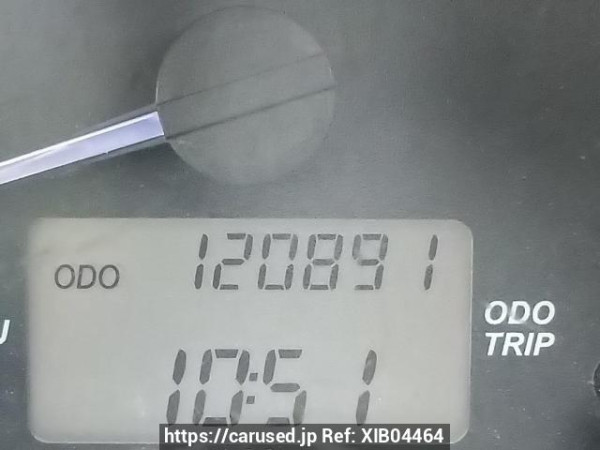 ODO 120891
ODO
TRIP
10:51
https://carused.jp Ref: XIB04464